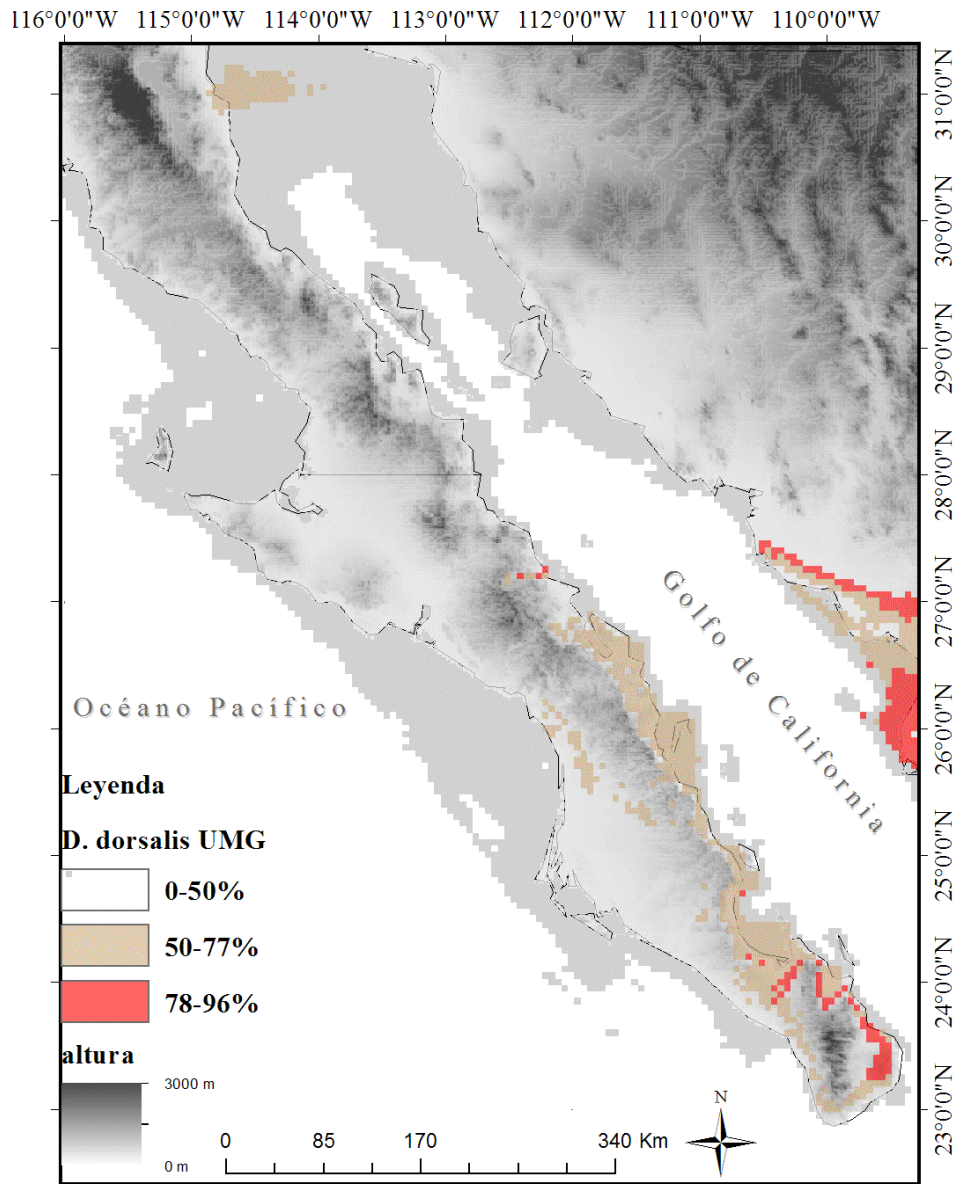 116°0'0"W 115°0'0"W 114°0'0"W 113°0'0"W 112°0'0"W 111°0'0"W 110°0'0"W
31°0'0"N
30°0'0"N
29°0'0"N
28°0'0"N
27°0'0"N
26°0'0"N
25°0'0"N
24°0'0"N
23°0'0"N
Golfo de California
Océano Pacífico
Leyenda
D. dorsalis UMG
0-50%
50-77%
78-96%
altura
3000 m
0 m
0 85 170 340 Km
N